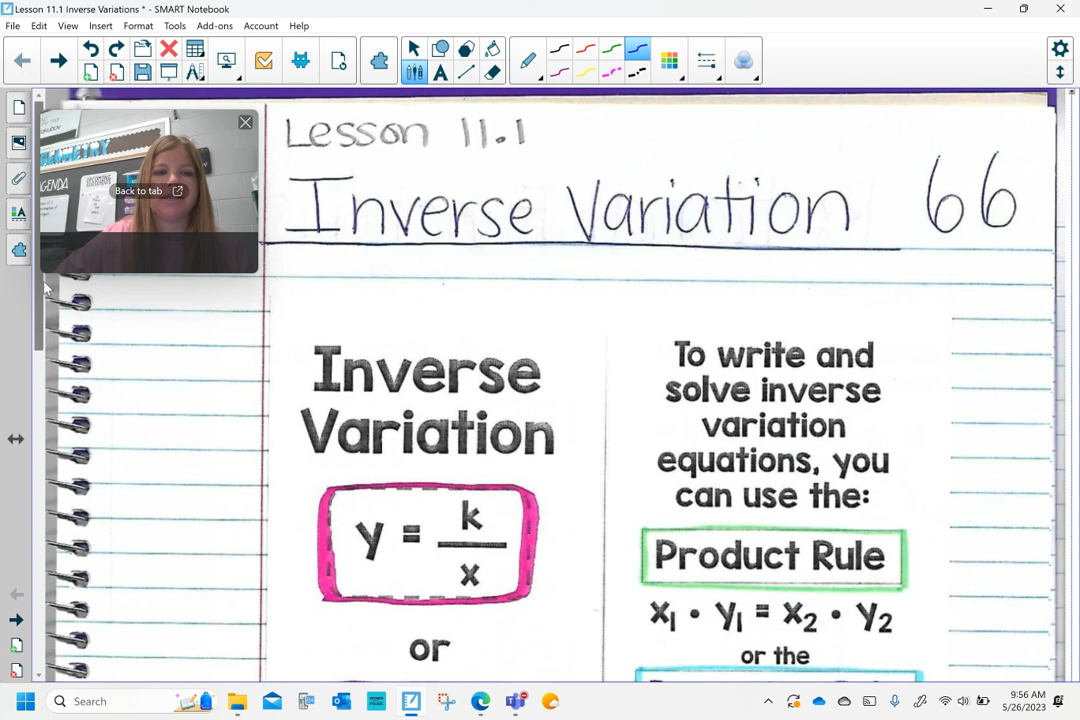 Lesson 11.1 Inverse Variations * - SMART Notebook
File Edit View Insert Format Tools Add-ons Account Help
GEOMETRY
AGENDA
Back to tab
Lesson 11.1
Inverse Variation 66
Inverse
Variation
y = k
x
or
To write and
solve inverse
variation
equations, you
can use the:
Product Rule
x₁ • y₁ = x₂ • y₂
or the
Search
9:56 AM
5/26/2023